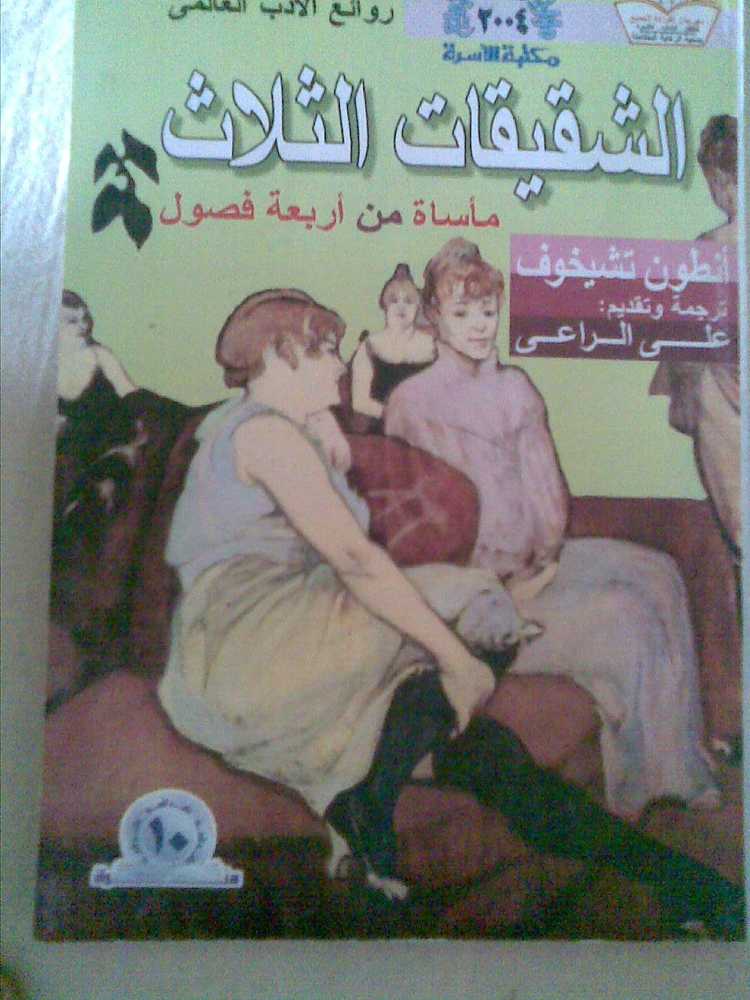 روائع الأدب العالمى
٢٠٠٤
مكتبة الأسرة
الشقيقات الثلاث
مأساة من أربعة فصول
أنطون تشيخوف
ترجمة وتقديم:
على الراعى
١٠